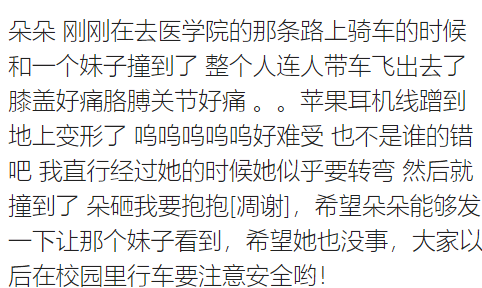 朵朵 刚刚在去医学院的那条路上骑车的时候
和一个妹子撞到了 整个人连人带车飞出去了
膝盖好痛胳膊关节好痛 。。苹果耳机线蹭到
地上变形了 呜呜呜呜呜好难受 也不是谁的错
吧 我直行经过她的时候她似乎要转弯 然后就
撞到了 朵砸我要抱抱[凋谢]，希望朵朵能够发
一下让那个妹子看到，希望她也没事，大家以
后在校园里行车要注意安全哟！